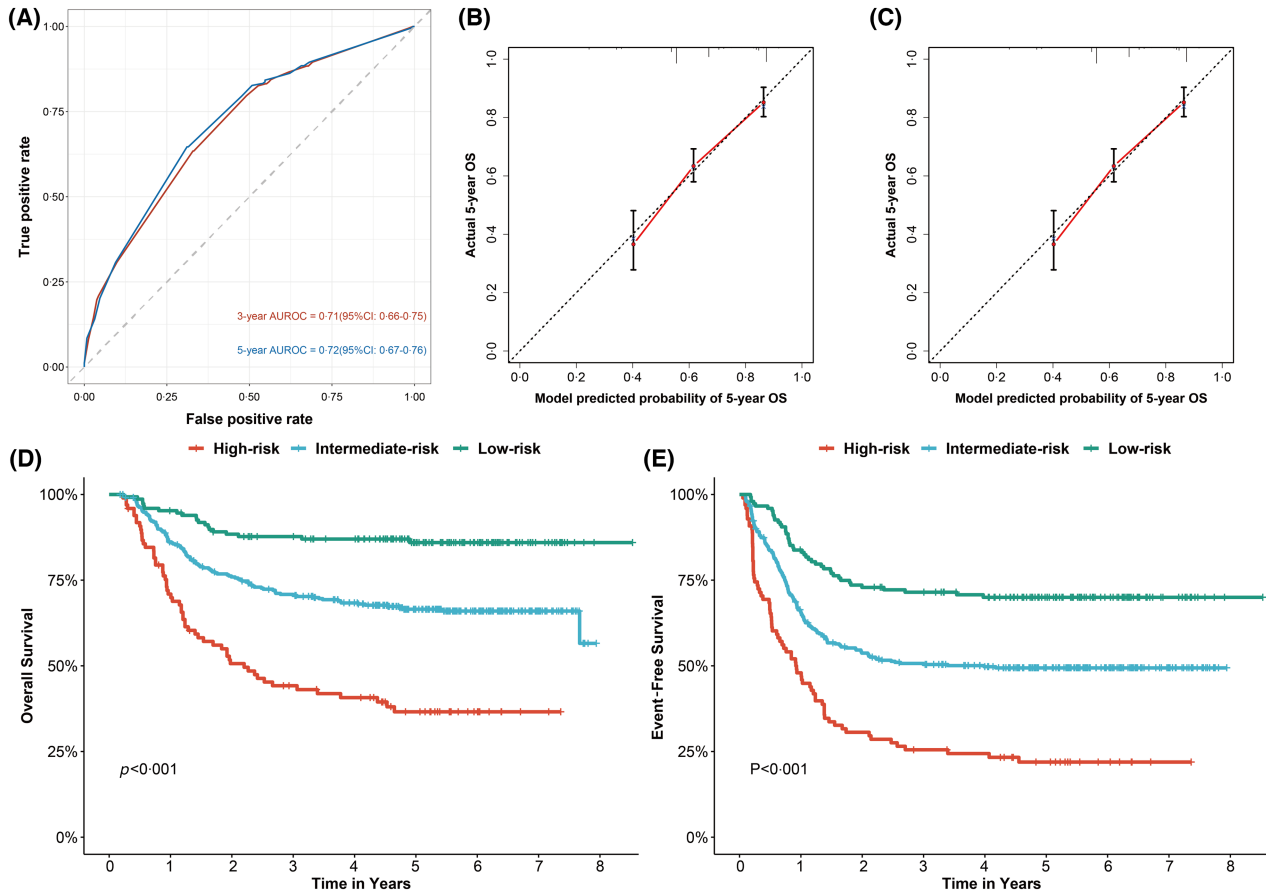 (A)
1·00
0·75
0·50
0·25
0·00
True positive rate
3-year AUROC = 0·71(95%CI: 0·66-0·75)
5-year AUROC = 0·72(95%CI: 0·67-0·76)
0·00 0·25 0·50 0·75 1·00
False positive rate
(B)
1·0
0·8
0·6
0·4
0·2
0·0
Actual 5-year OS
0·0 0·2 0·4 0·6 0·8 1·0
Model predicted probability of 5-year OS
(C)
1·0
0·8
0·6
0·4
0·2
0·0
Actual 5-year OS
0·0 0·2 0·4 0·6 0·8 1·0
Model predicted probability of 5-year OS
(D)
High-risk Intermediate-risk Low-risk
100%
75%
50%
25%
0%
Overall Survival
p<0·001
0 1 2 3 4 5 6 7 8
Time in Years
(E)
High-risk Intermediate-risk Low-risk
100%
75%
50%
25%
0%
Event-Free Survival
P<0·001
0 1 2 3 4 5 6 7 8
Time in Years